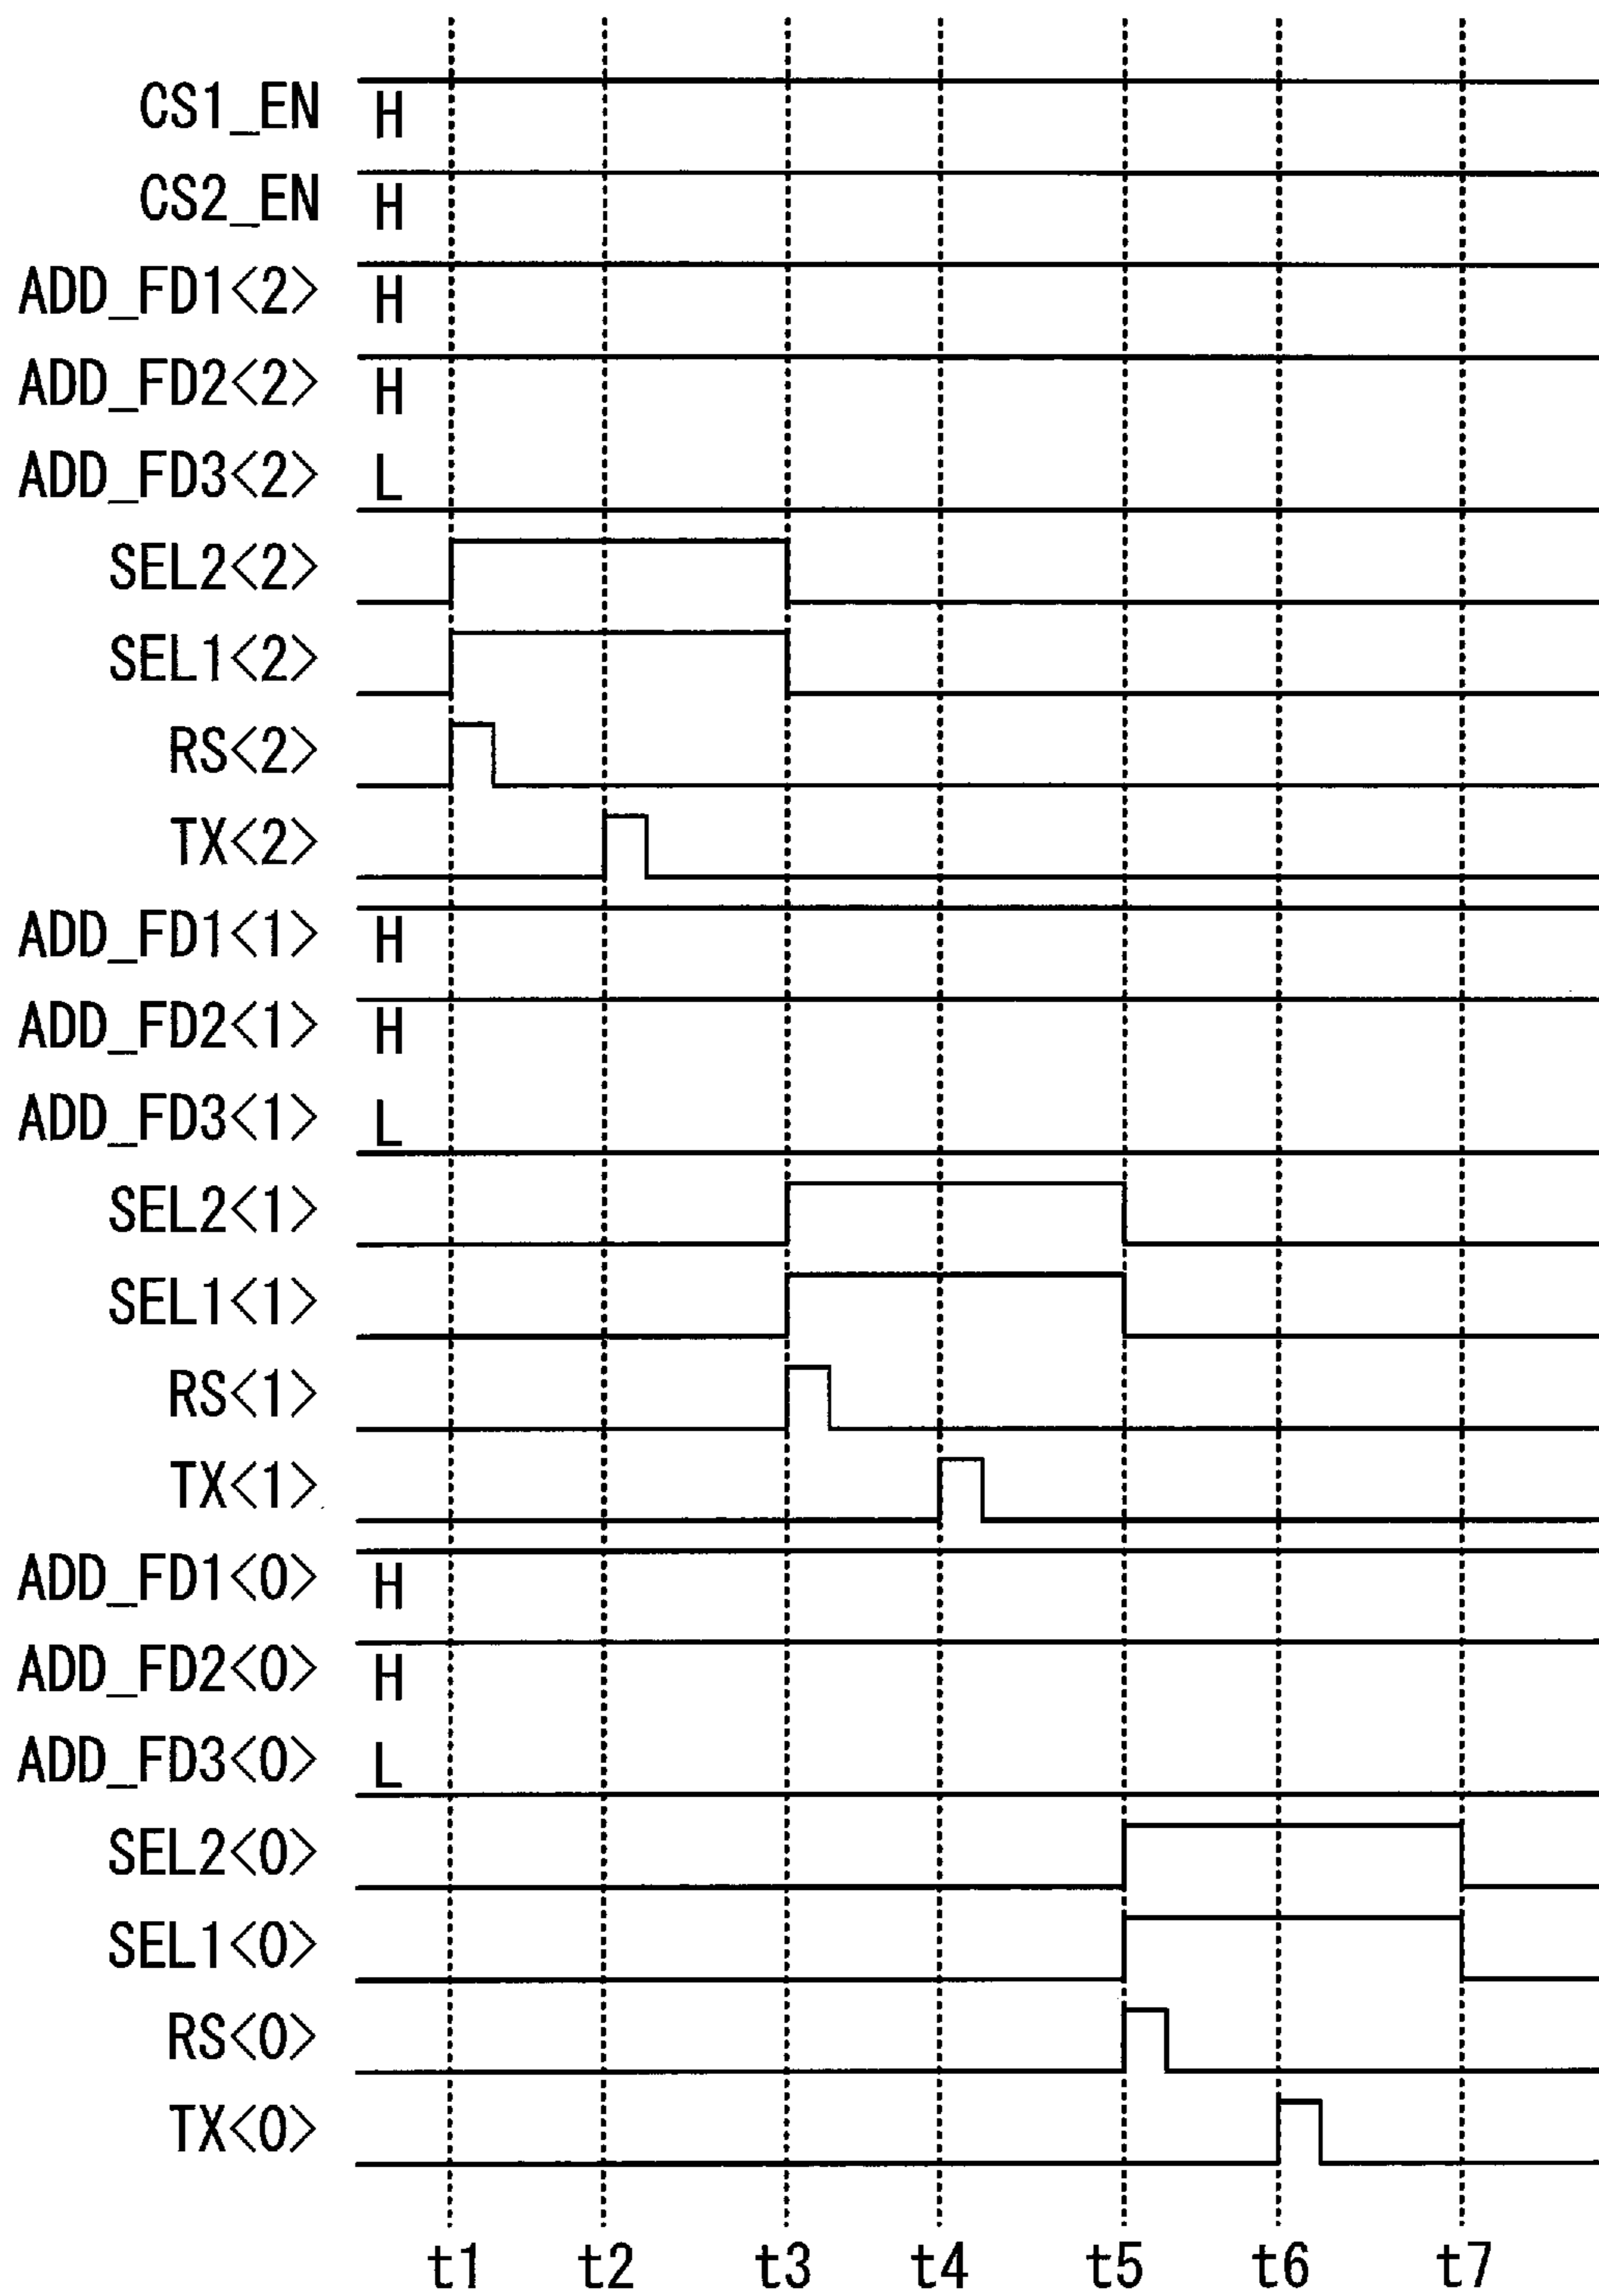 CS1_EN H
CS2_EN H
ADD_FD1<2> H
ADD_FD2<2> H
ADD_FD3<2> L
SEL2<2>
SEL1<2>
RS<2>
TX<2>
ADD_FD1<1> H
ADD_FD2<1> H
ADD_FD3<1> L
SEL2<1>
SEL1<1>
RS<1>
TX<1>
ADD_FD1<0> H
ADD_FD2<0> H
ADD_FD3<0> L
SEL2<0>
SEL1<0>
RS<0>
TX<0>
t1 t2 t3 t4 t5 t6 t7